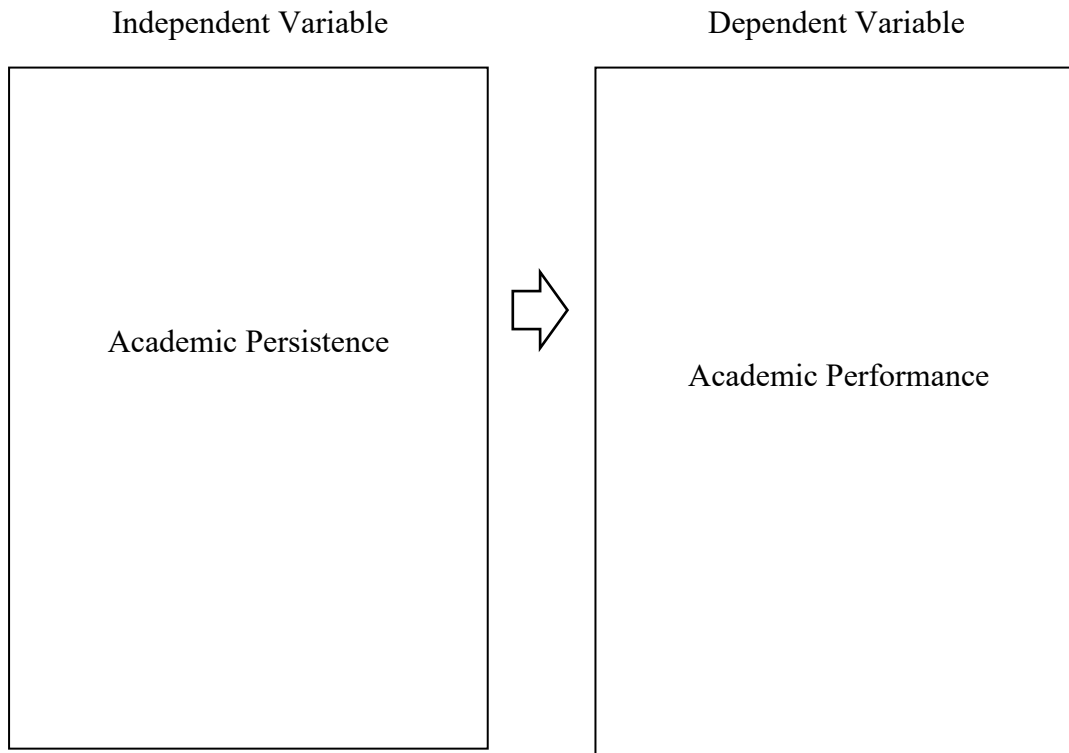 Independent Variable
Dependent Variable
Academic Persistence
Academic Performance